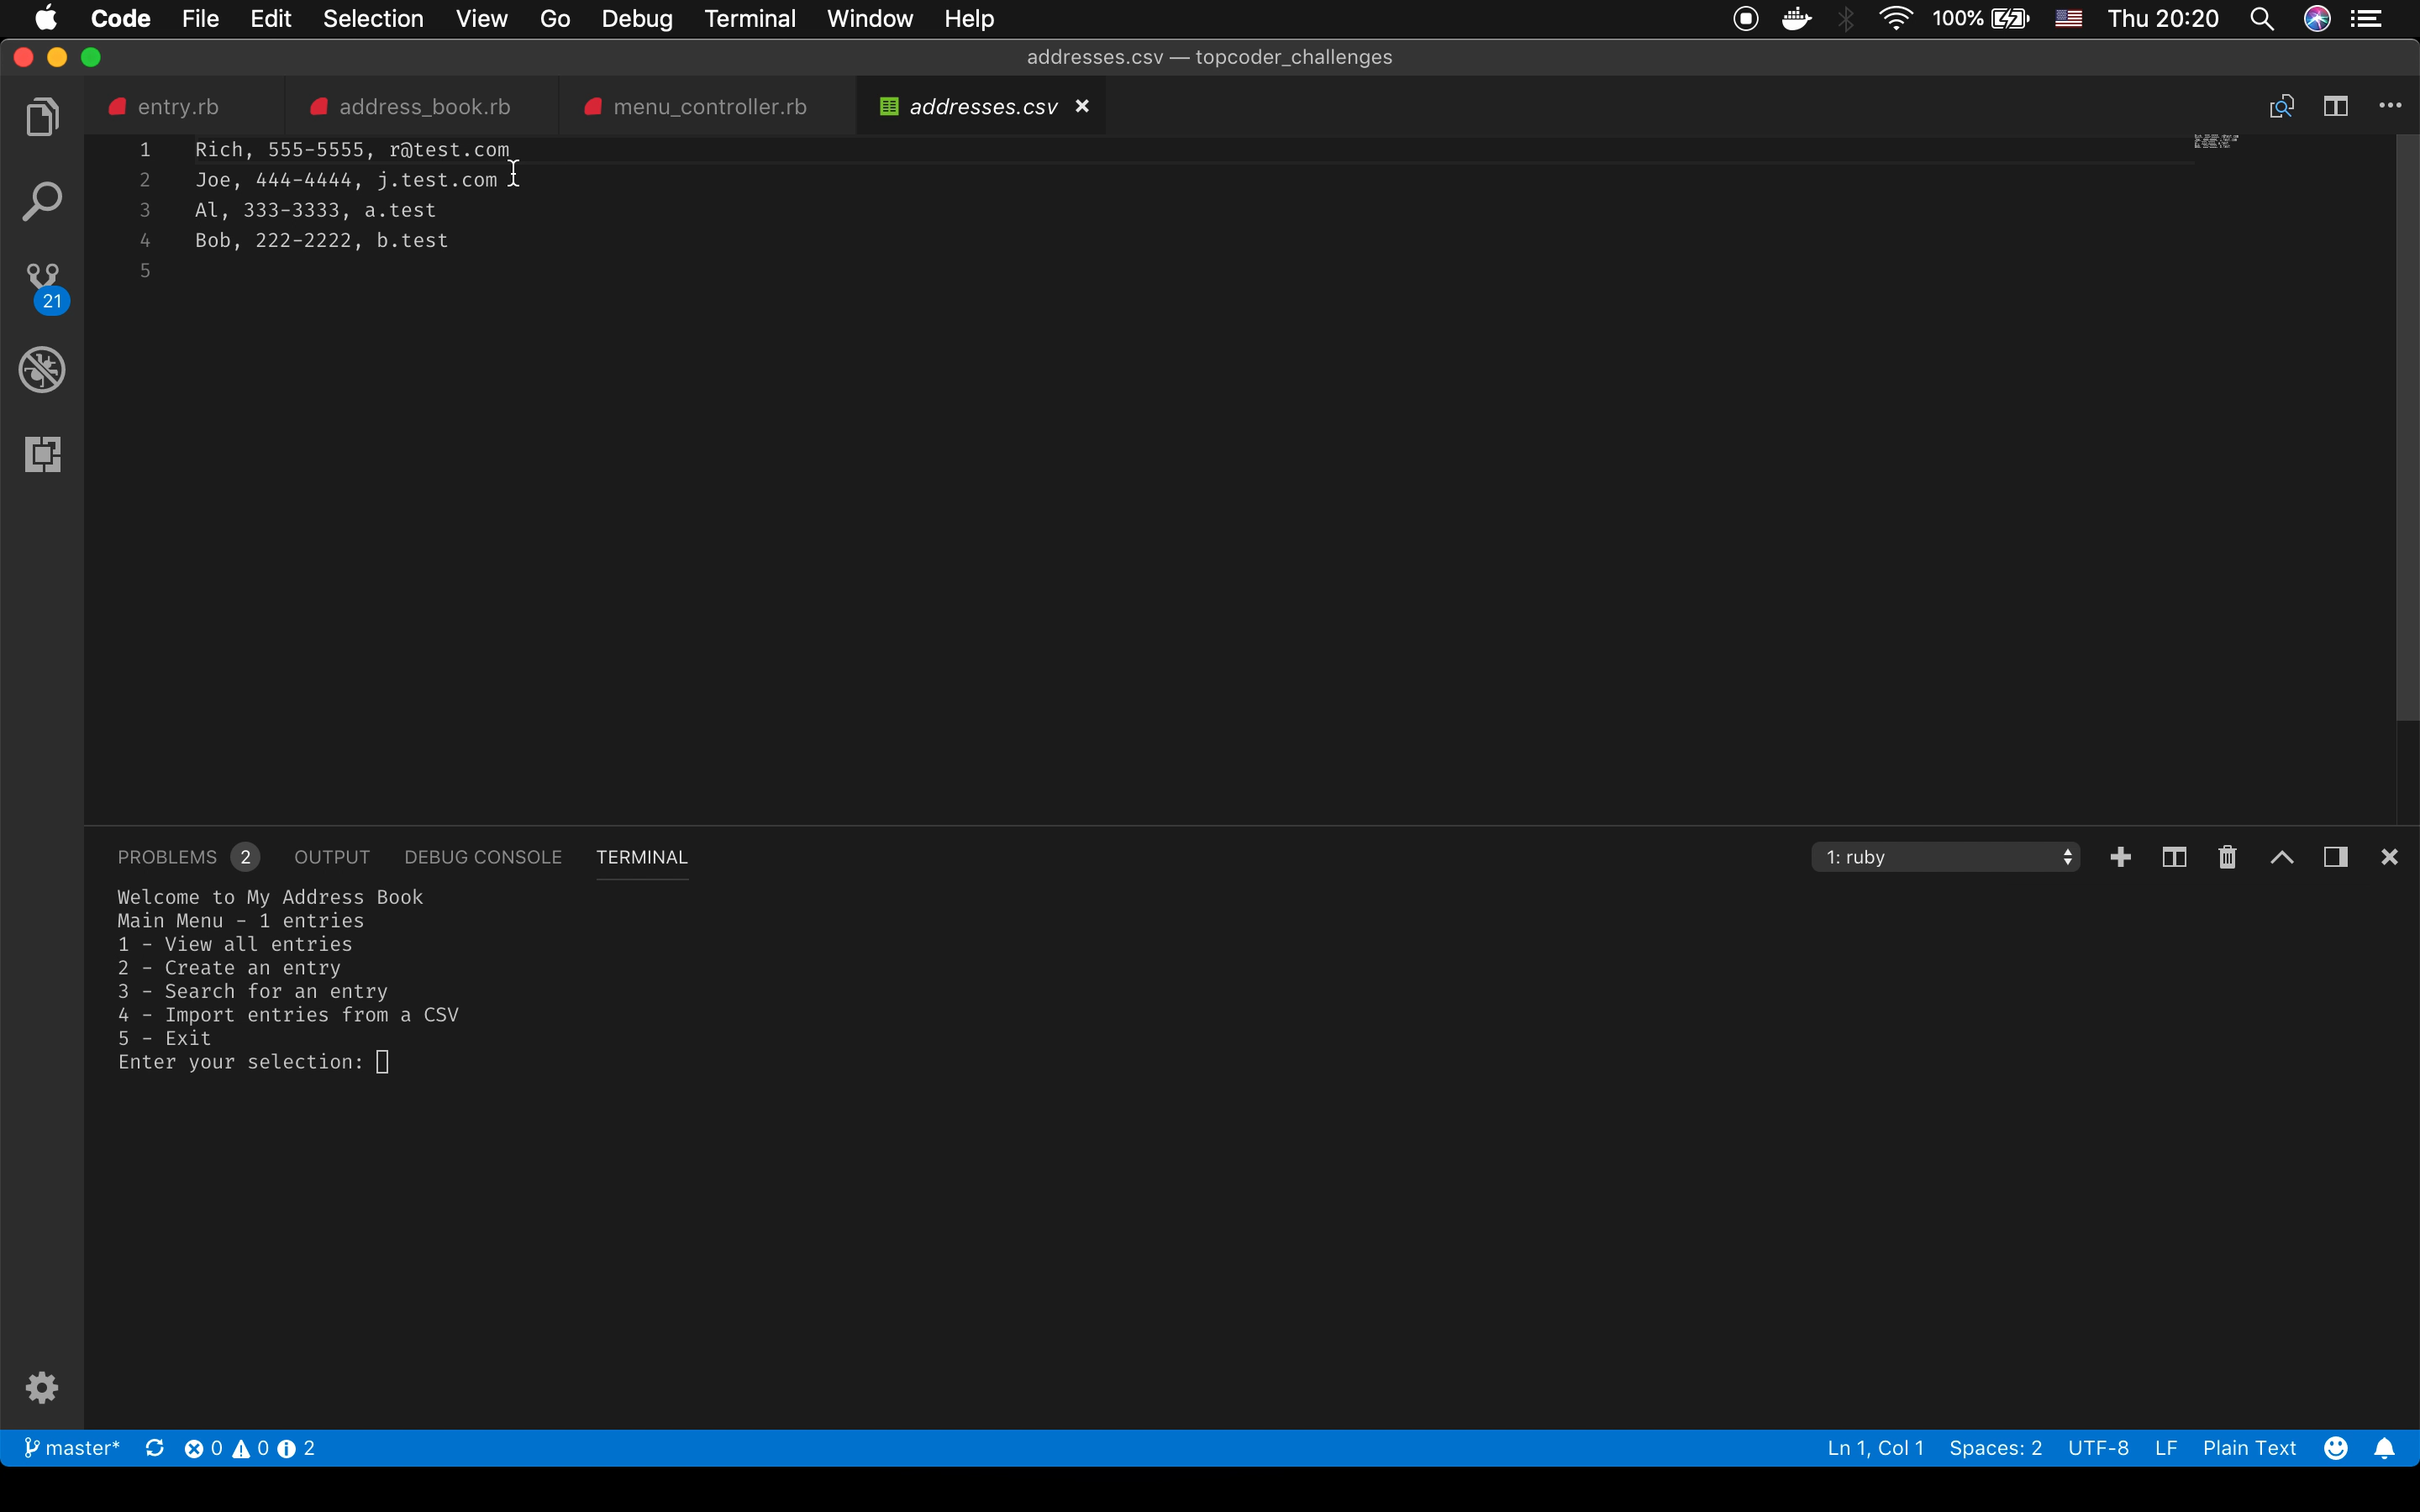 Code File Edit Selection View Go Debug Terminal Window Help 100% Thu 20:20
addresses.csv — topcoder_challenges
entry.rb address_book.rb menu_controller.rb addresses.csv
1 Rich, 555-5555, r@test.com
2 Joe, 444-4444, j.test.com
3 Al, 333-3333, a.test
4 Bob, 222-2222, b.test
5
21
PROBLEMS 2 OUTPUT DEBUG CONSOLE TERMINAL 1: ruby
Welcome to My Address Book
Main Menu - 1 entries
1 - View all entries
2 - Create an entry
3 - Search for an entry
4 - Import entries from a CSV
5 - Exit
Enter your selection:
master* 0 0 2 Ln 1, Col 1 Spaces: 2 UTF-8 LF Plain Text